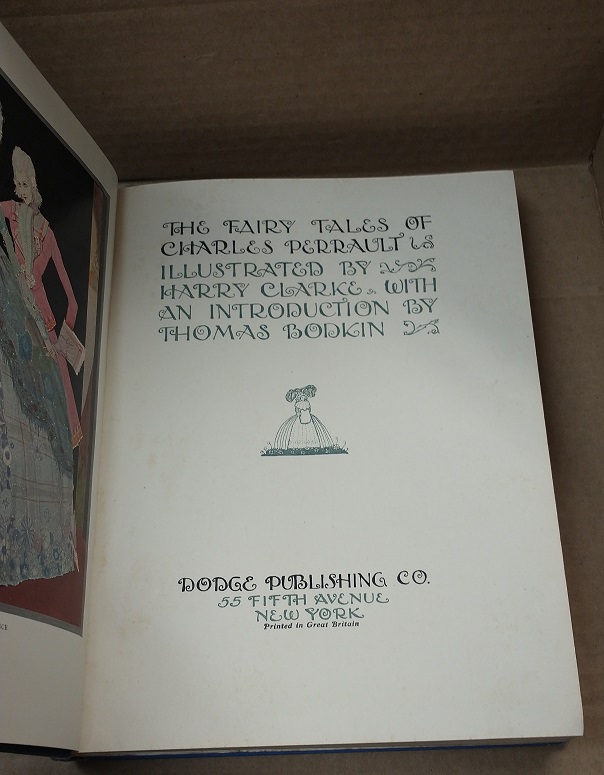 THE FAIRY TALES OF
CHARLES PERRAULT
ILLUSTRATED BY
HARRY CLARKE. WITH
AN INTRODUCTION BY
THOMAS BODKIN
DODGE PUBLISHING CO.
55 FIFTH AVENUE
NEW YORK
Printed in Great Britain